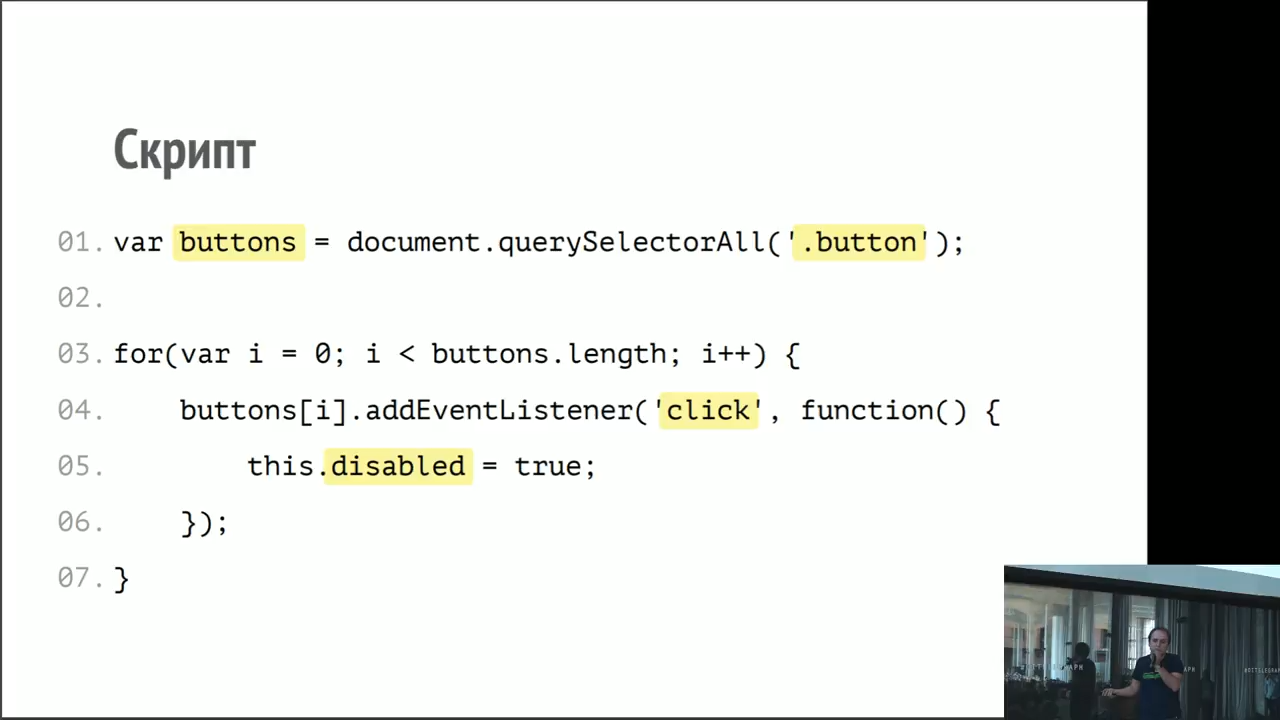 Скрипт
01. var buttons = document.querySelectorAll('.button');
02.
03. for(var i = 0; i < buttons.length; i++) {
04. buttons[i].addEventListener('click', function() {
05. this.disabled = true;
06. });
07. }